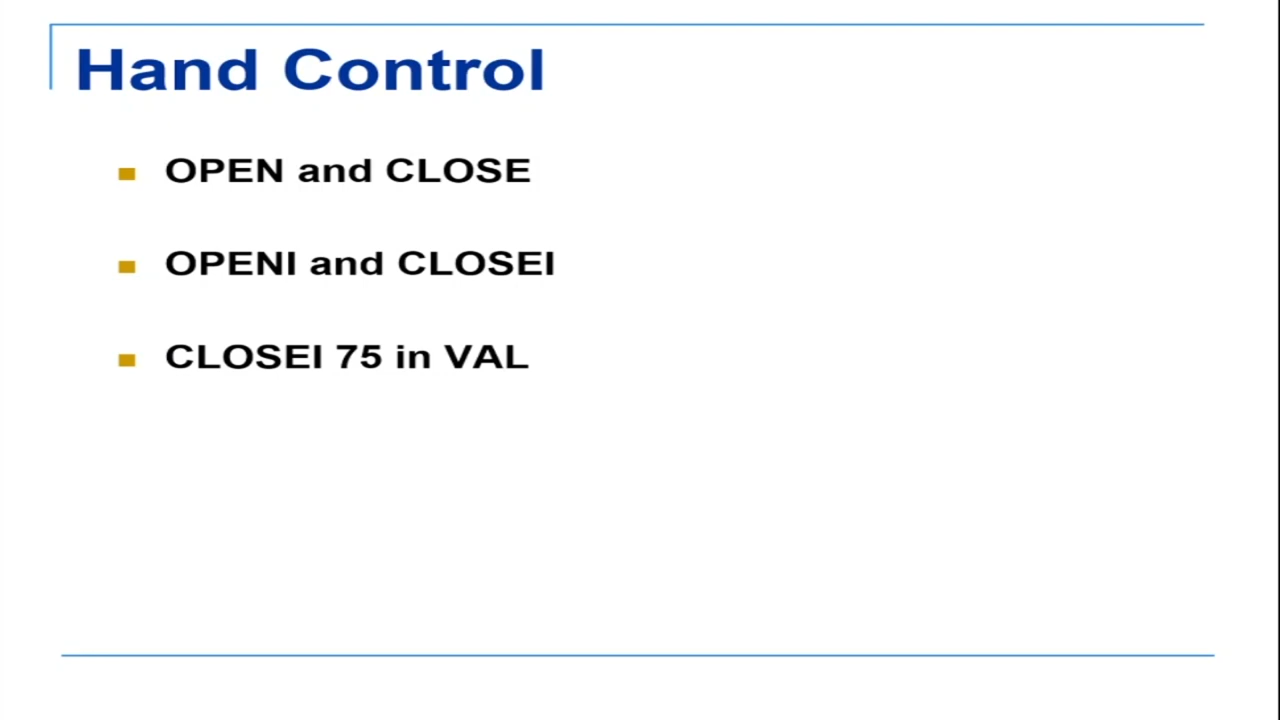 Hand Control
OPEN and CLOSE
OPENI and CLOSEI
CLOSEI 75 in VAL